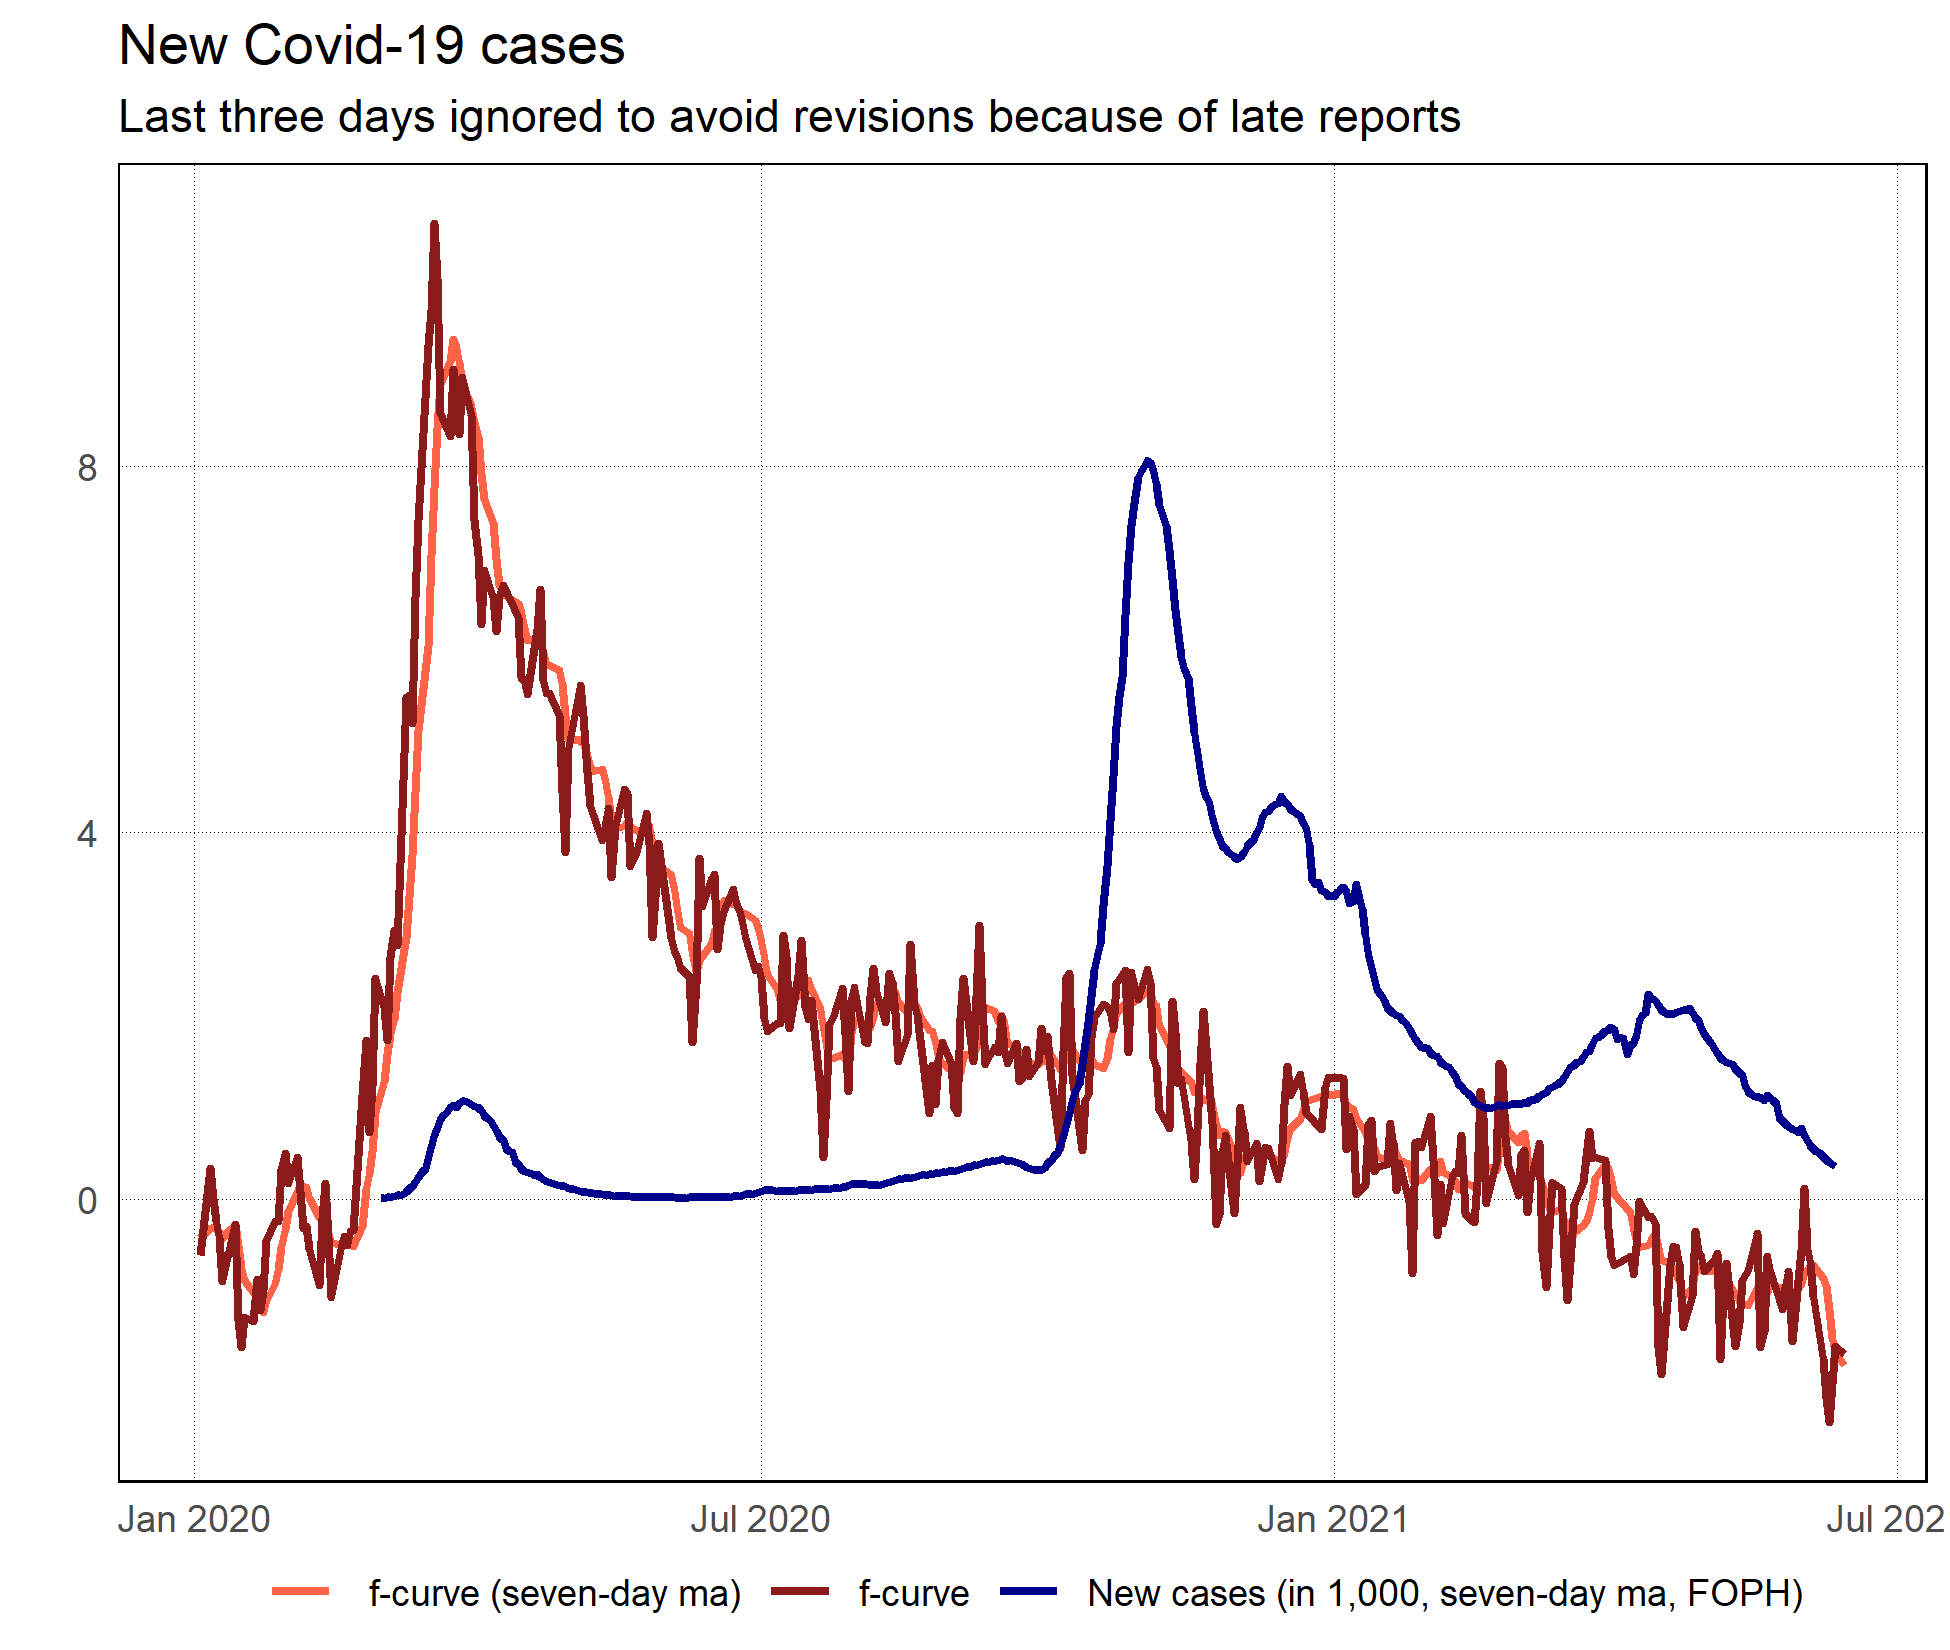 New Covid-19 cases
Last three days ignored to avoid revisions because of late reports
8
4
0
Jan 2020 Jul 2020 Jan 2021 Jul 202
f-curve (seven-day ma) f-curve New cases (in 1,000, seven-day ma, FOPH)